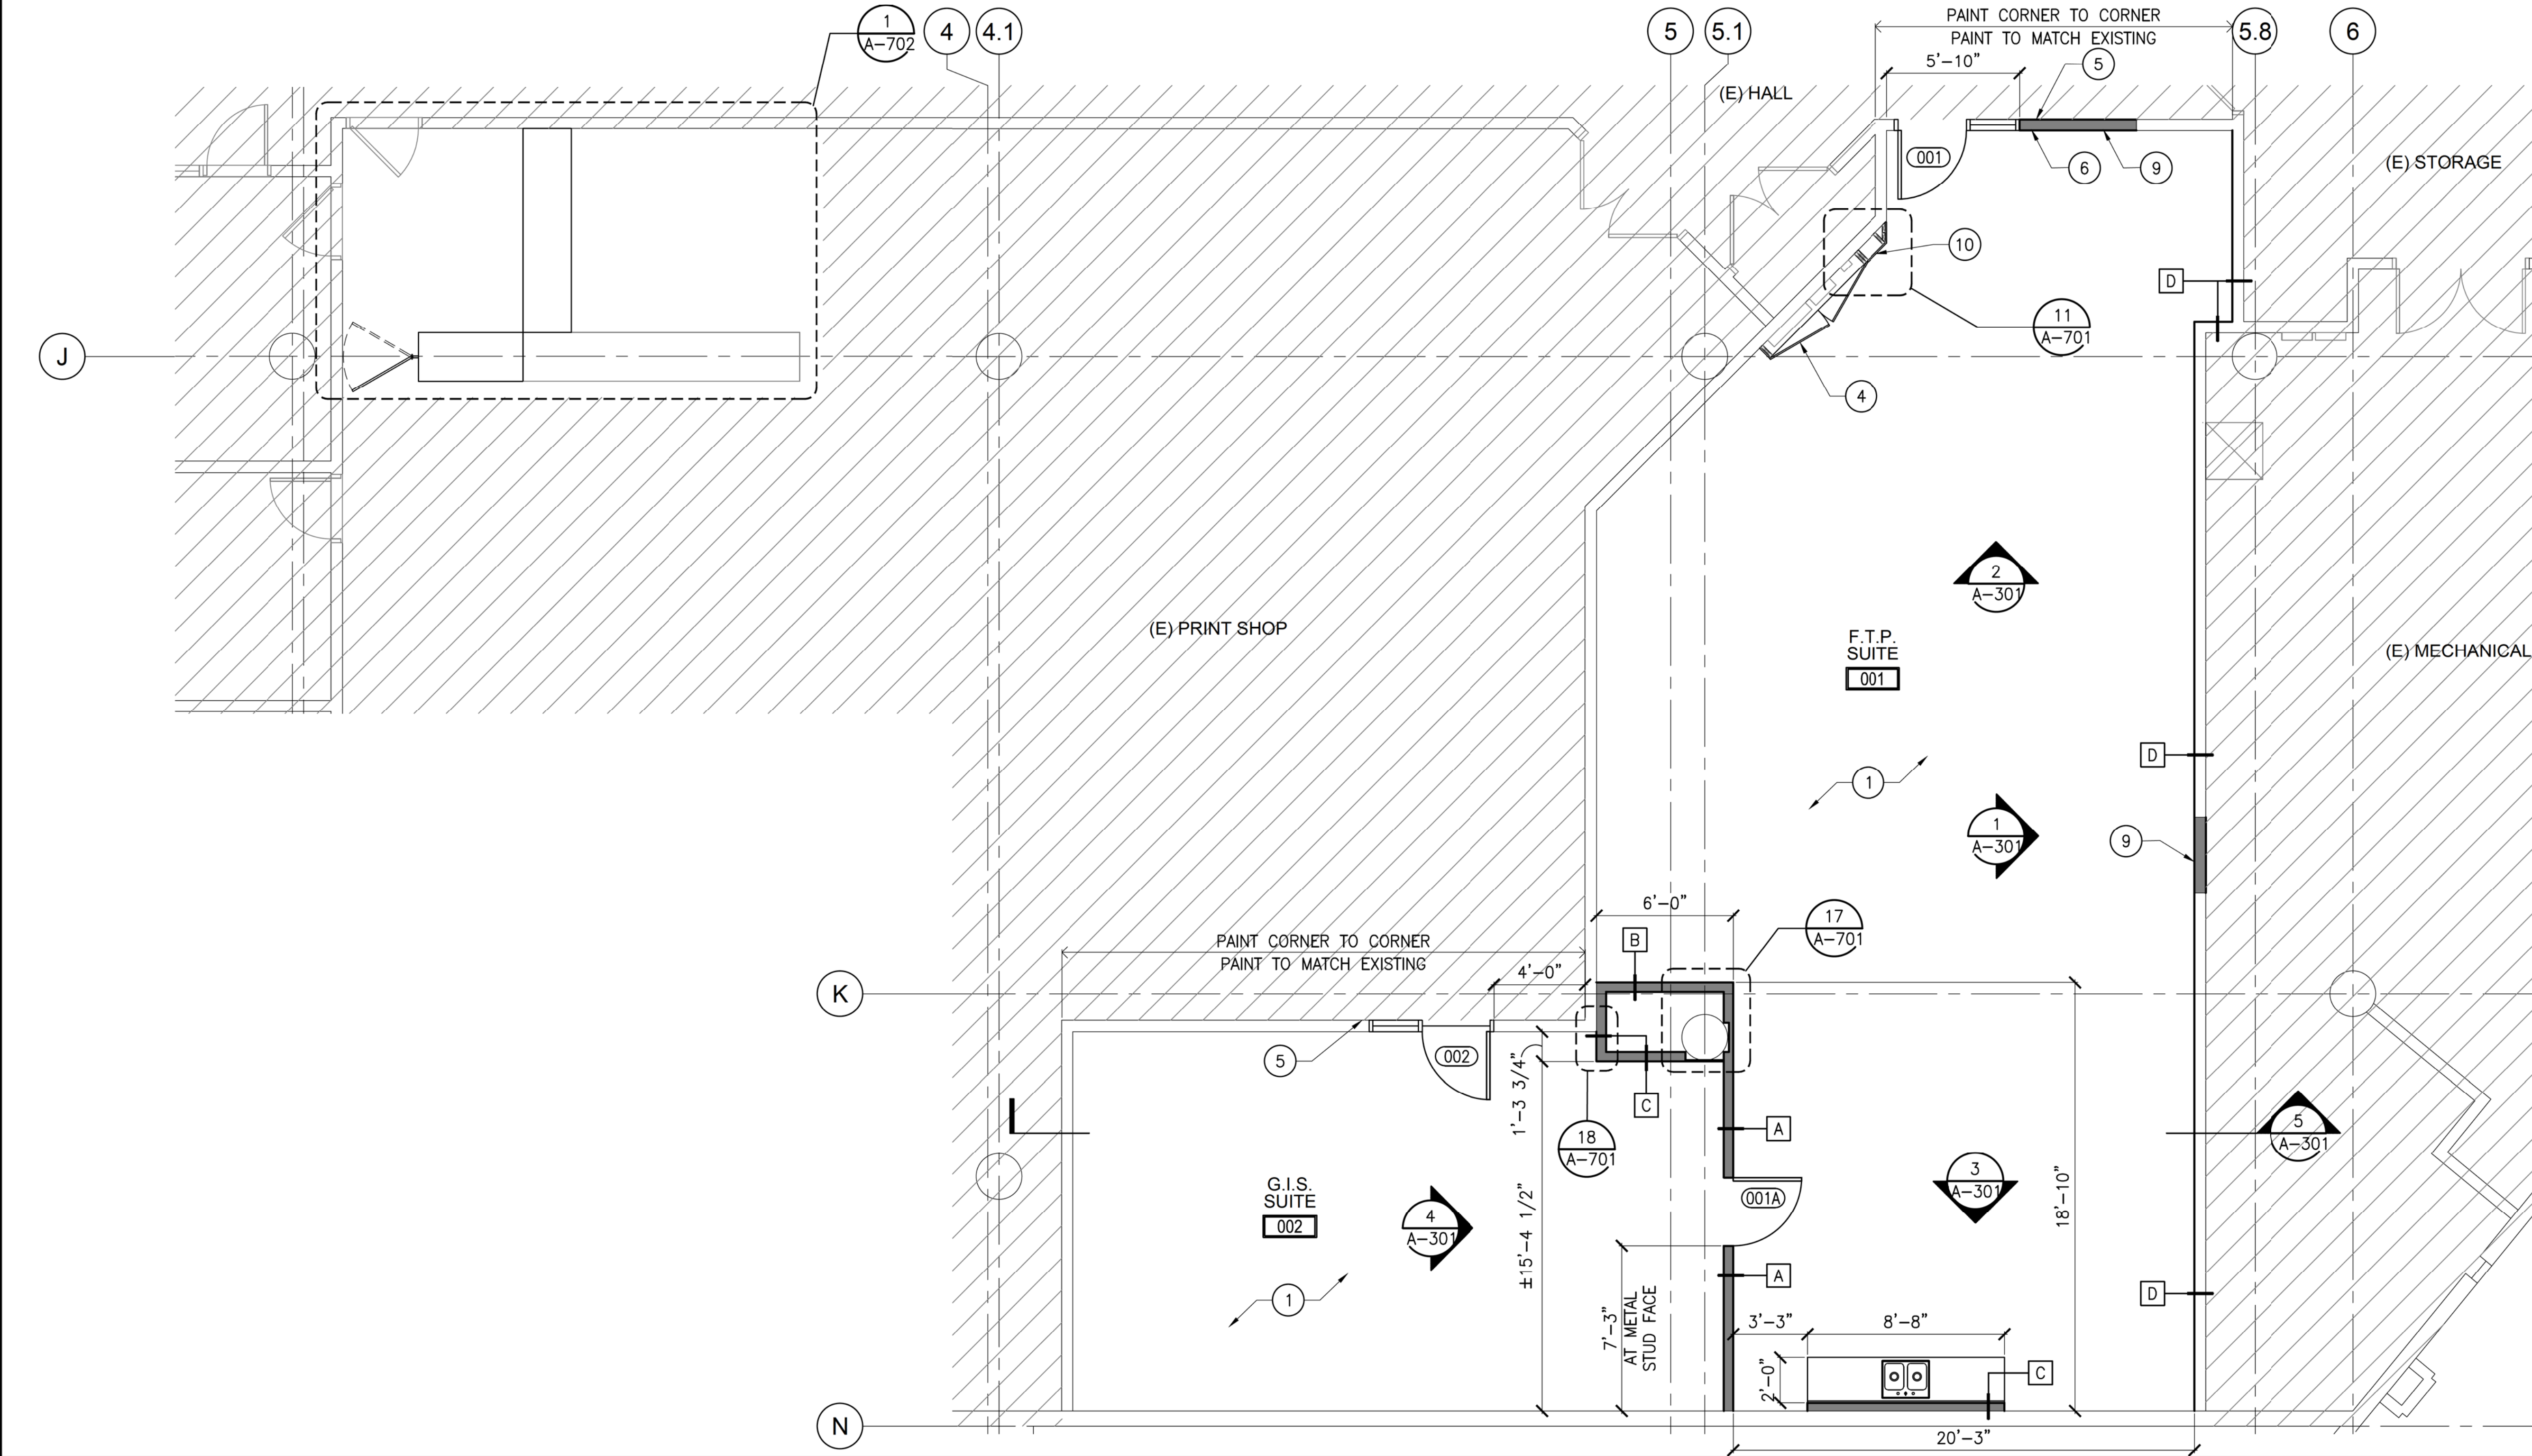 1
A-702
4
4.1
5
5.1
PAINT CORNER TO CORNER
PAINT TO MATCH EXISTING
5.8
6
5'-10"
5
(E) HALL
001
6
9
(E) STORAGE
10
D
11
A-701
J
4
2
A-301
(E) PRINT SHOP
F.T.P.
SUITE
001
(E) MECHANICAL
D
1
1
A-301
9
6'-0"
17
A-701
B
PAINT CORNER TO CORNER
PAINT TO MATCH EXISTING
4'-0"
K
5
002
1'-3 3/4"
C
18
A-701
A
5
A-301
G.I.S.
SUITE
002
4
A-301
±15'-4 1/2"
001A
3
A-301
18'-10"
A
1
7'-3"
AT METAL
STUD FACE
D
3'-3"
8'-8"
2'-0"
C
N
20'-3"